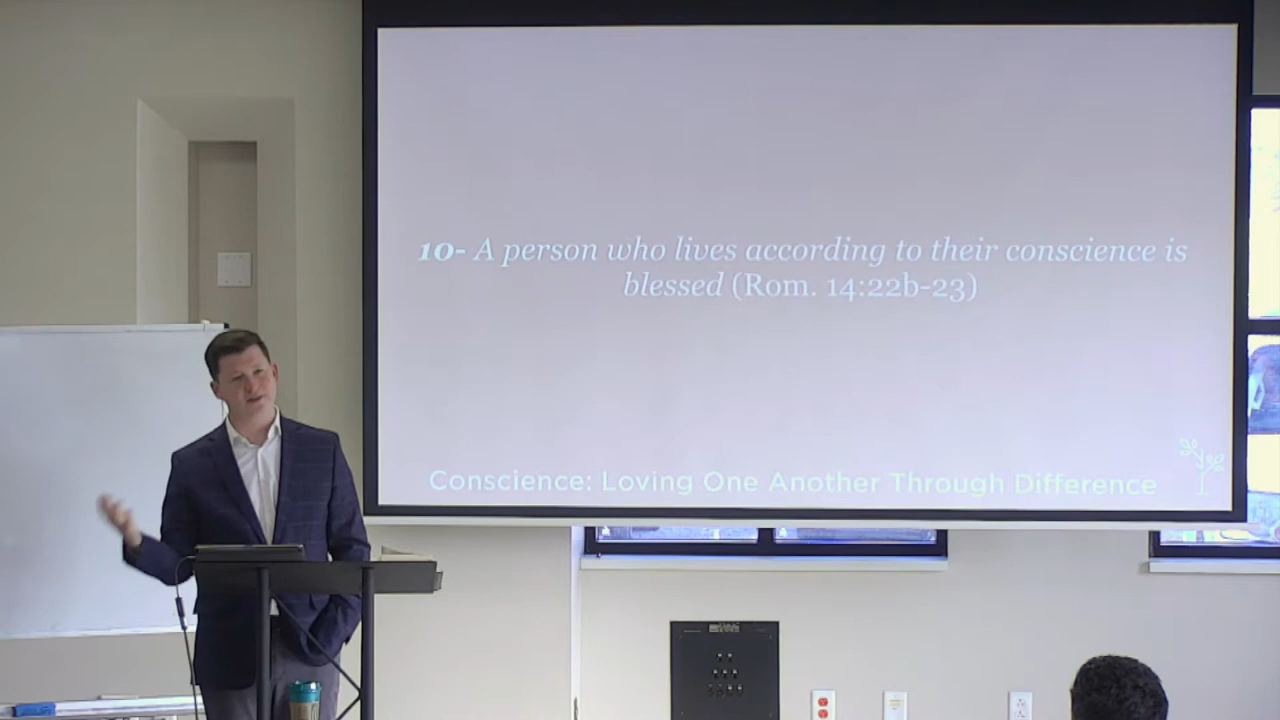 10- A person who lives according to their conscience is
blessed (Rom. 14:22b-23)
Conscience: Loving One Another Through Difference